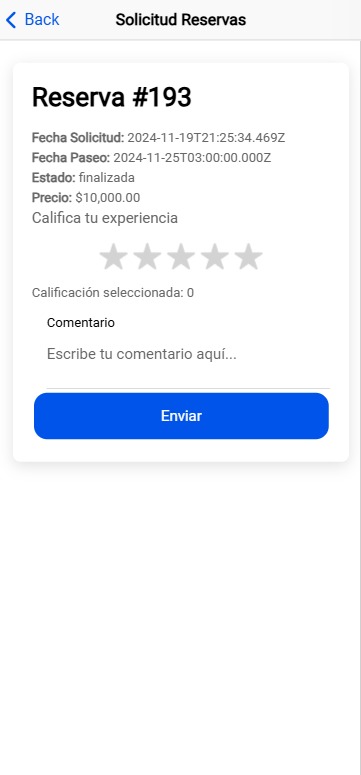 Back Solicitud Reservas
Reserva #193
Fecha Solicitud: 2024-11-19T21:25:34.469Z
Fecha Paseo: 2024-11-25T03:00:00.000Z
Estado: finalizada
Precio: $10,000.00
Califica tu experiencia
Calificación seleccionada: 0
Comentario
Escribe tu comentario aquí...
Enviar